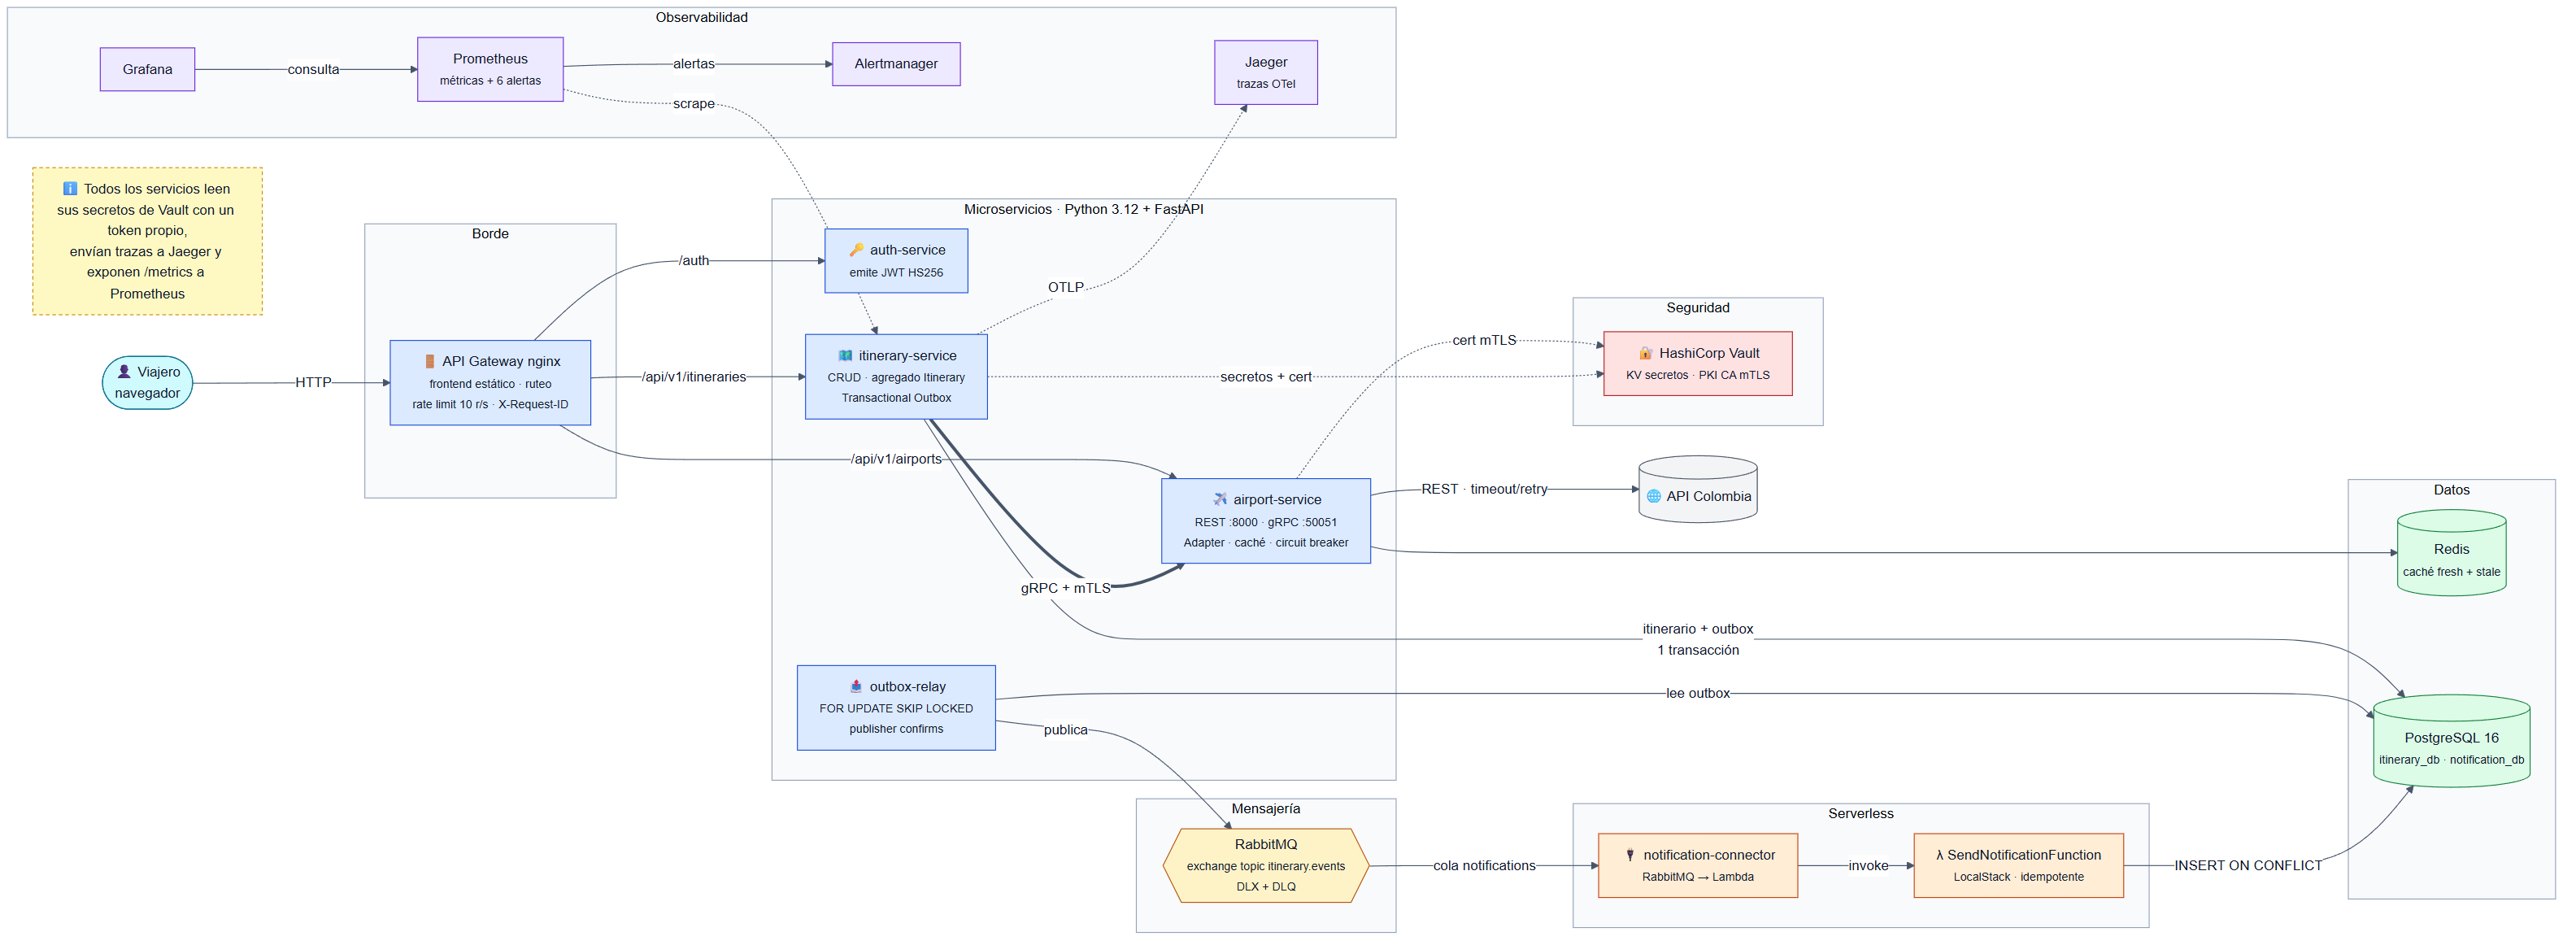 Observabilidad
Grafana
consulta
Prometheus
métricas + 6 alertas
alertas
scrape
Alertmanager
Jaeger
trazas OTel
ℹ️ Todos los servicios leen
sus secretos de Vault con un
token propio,
envían trazas a Jaeger y
exponen /metrics a
Prometheus
Viajero
navegador
HTTP
Borde
API Gateway nginx
frontend estático · ruteo
rate limit 10 r/s · X-Request-ID
/auth
/api/v1/itineraries
/api/v1/airports
Microservicios · Python 3.12 + FastAPI
auth-service
emite JWT HS256
OTLP
itinerary-service
CRUD · agregado Itinerary
Transactional Outbox
airport-service
REST :8000 · gRPC :50051
Adapter · caché · circuit breaker
gRPC + mTLS
outbox-relay
FOR UPDATE SKIP LOCKED
publisher confirms
publica
cert mTLS
secretos + cert
Seguridad
HashiCorp Vault
KV secretos · PKI CA mTLS
REST · timeout/retry
API Colombia
itinerario + outbox
1 transacción
lee outbox
Datos
Redis
caché fresh + stale
PostgreSQL 16
itinerary_db · notification_db
Mensajería
RabbitMQ
exchange topic itinerary.events
DLX + DLQ
cola notifications
Serverless
notification-connector
RabbitMQ → Lambda
invoke
λ SendNotificationFunction
LocalStack · idempotente
INSERT ON CONFLICT